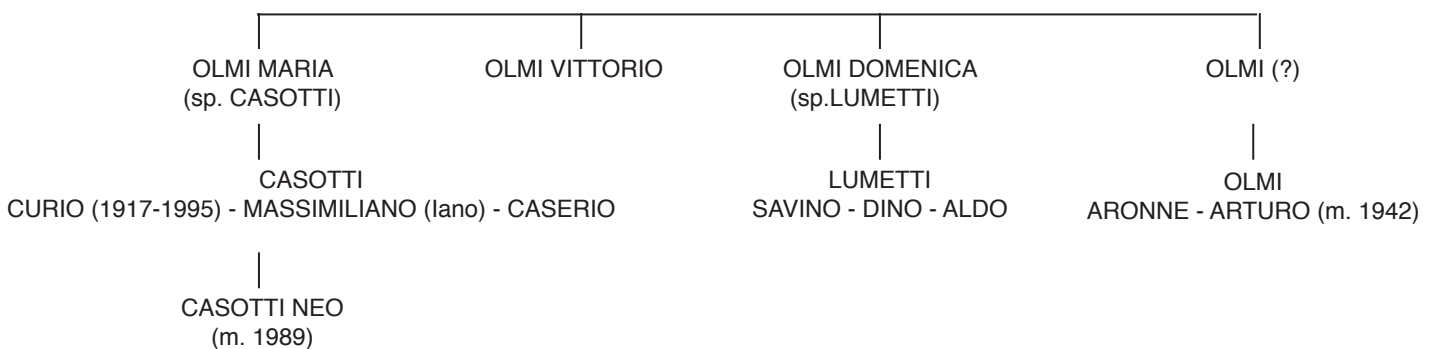 OLMI MARIA
(sp. CASOTTI)
OLMI VITTORIO
OLMI DOMENICA
(sp.LUMETTI)
OLMI (?)
CASOTTI
CURIO (1917-1995) - MASSIMILIANO (Iano) - CASERIO
LUMETTI
SAVINO - DINO - ALDO
OLMI
ARONNE - ARTURO (m. 1942)
CASOTTI NEO
(m. 1989)